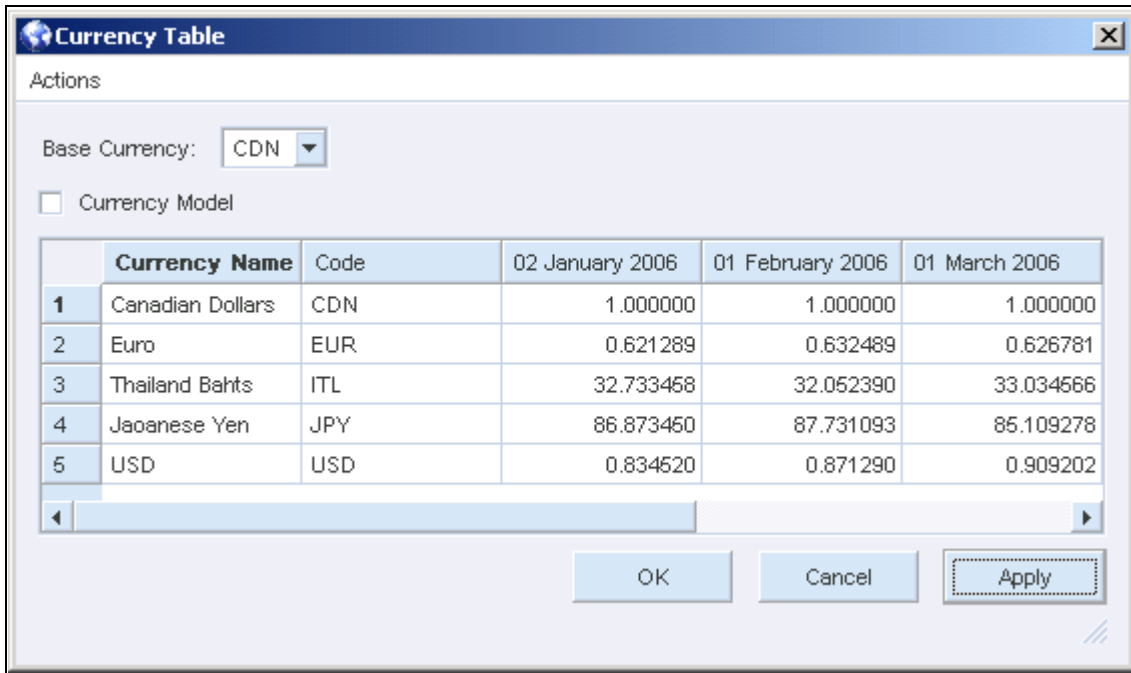 Currency Table
Actions
Base Currency: CDN
Currency Model
Currency Name Code 02 January 2006 01 February 2006 01 March 2006
1 Canadian Dollars CDN 1.000000 1.000000 1.000000
2 Euro EUR 0.621289 0.632489 0.626781
3 Thailand Bahts ITL 32.733458 32.052390 33.034566
4 Jaoanese Yen JPY 86.873450 87.731093 85.109278
5 USD USD 0.834520 0.871290 0.909202
OK Cancel Apply